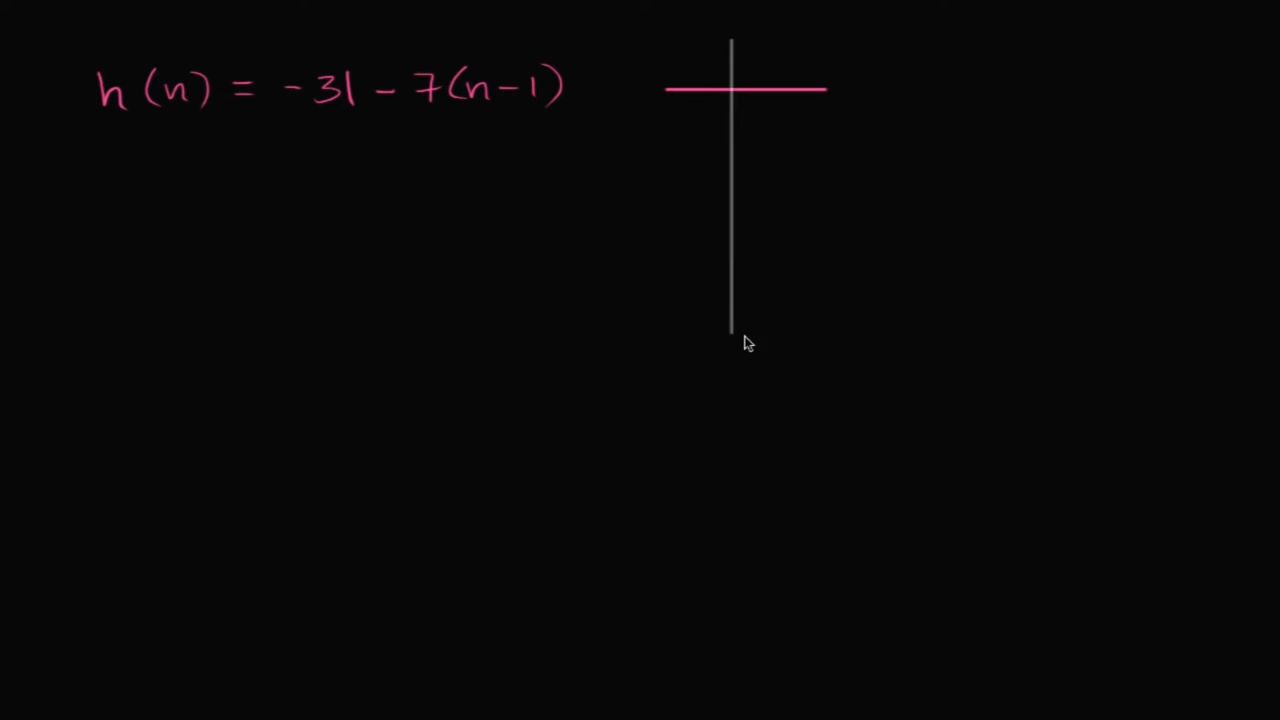 h(n) = -31 - 7(n-1)